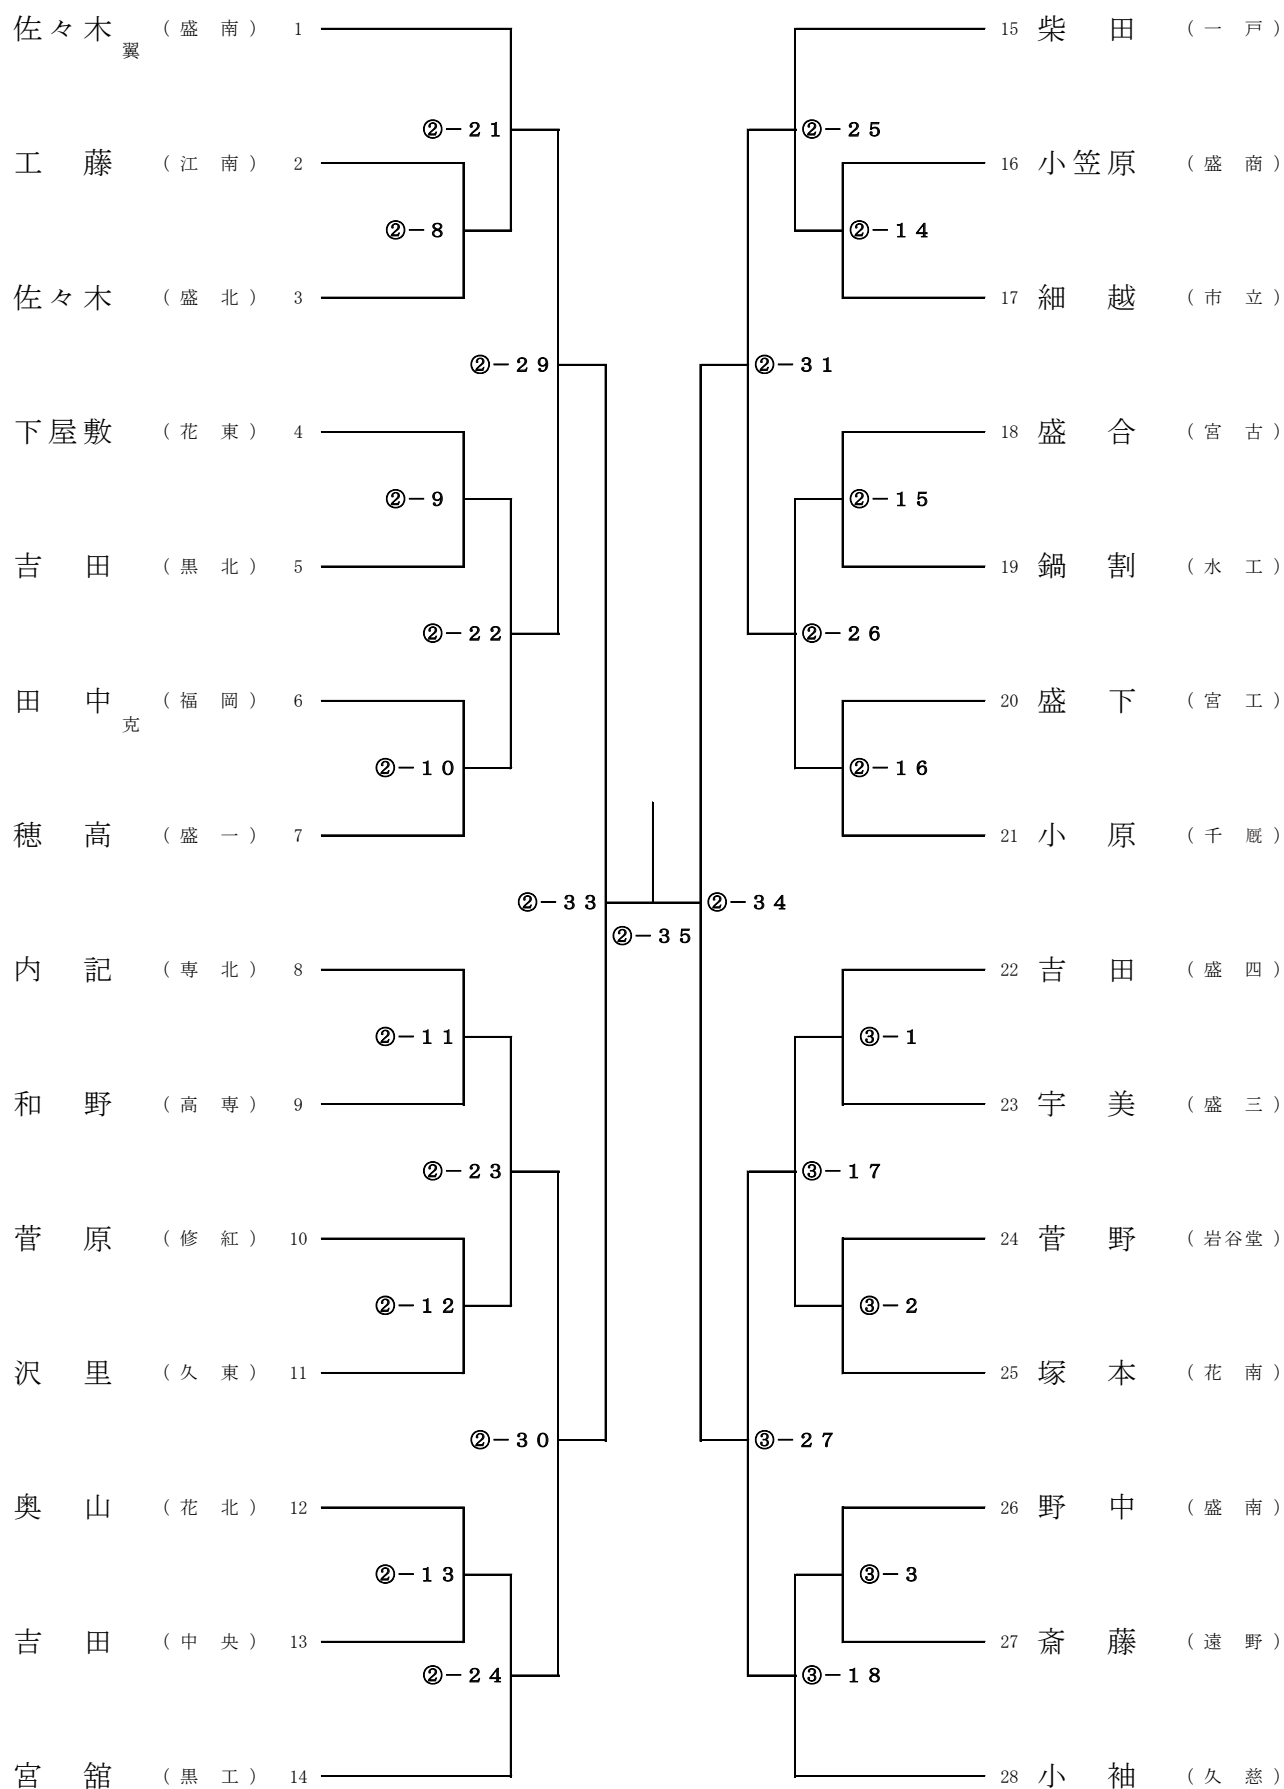 佐々木翼 （盛南） 1
②－21
工藤 （江南） 2
②－8
佐々木 （盛北） 3
②－29
下屋敷 （花東） 4
②－9
吉田 （黒北） 5
②－22
田中克 （福岡） 6
②－10
穂高 （盛一） 7
②－33
②－35
内記 （専北） 8
②－11
和野 （高専） 9
②－23
菅原 （修紅） 10
②－12
沢里 （久東） 11
②－30
奥山 （花北） 12
②－13
吉田 （中央） 13
②－24
宮舘 （黒工） 14
15 柴田 （一戸）
②－25
16 小笠原 （盛商）
②－14
17 細越 （市立）
②－31
18 盛合 （宮古）
②－15
19 鍋割 （水工）
②－26
20 盛下 （宮工）
②－16
21 小原 （千厩）
②－34
22 吉田 （盛四）
③－1
23 宇美 （盛三）
③－17
24 菅野 （岩谷堂）
③－2
25 塚本 （花南）
③－27
26 野中 （盛南）
③－3
27 斎藤 （遠野）
③－18
28 小袖 （久慈）